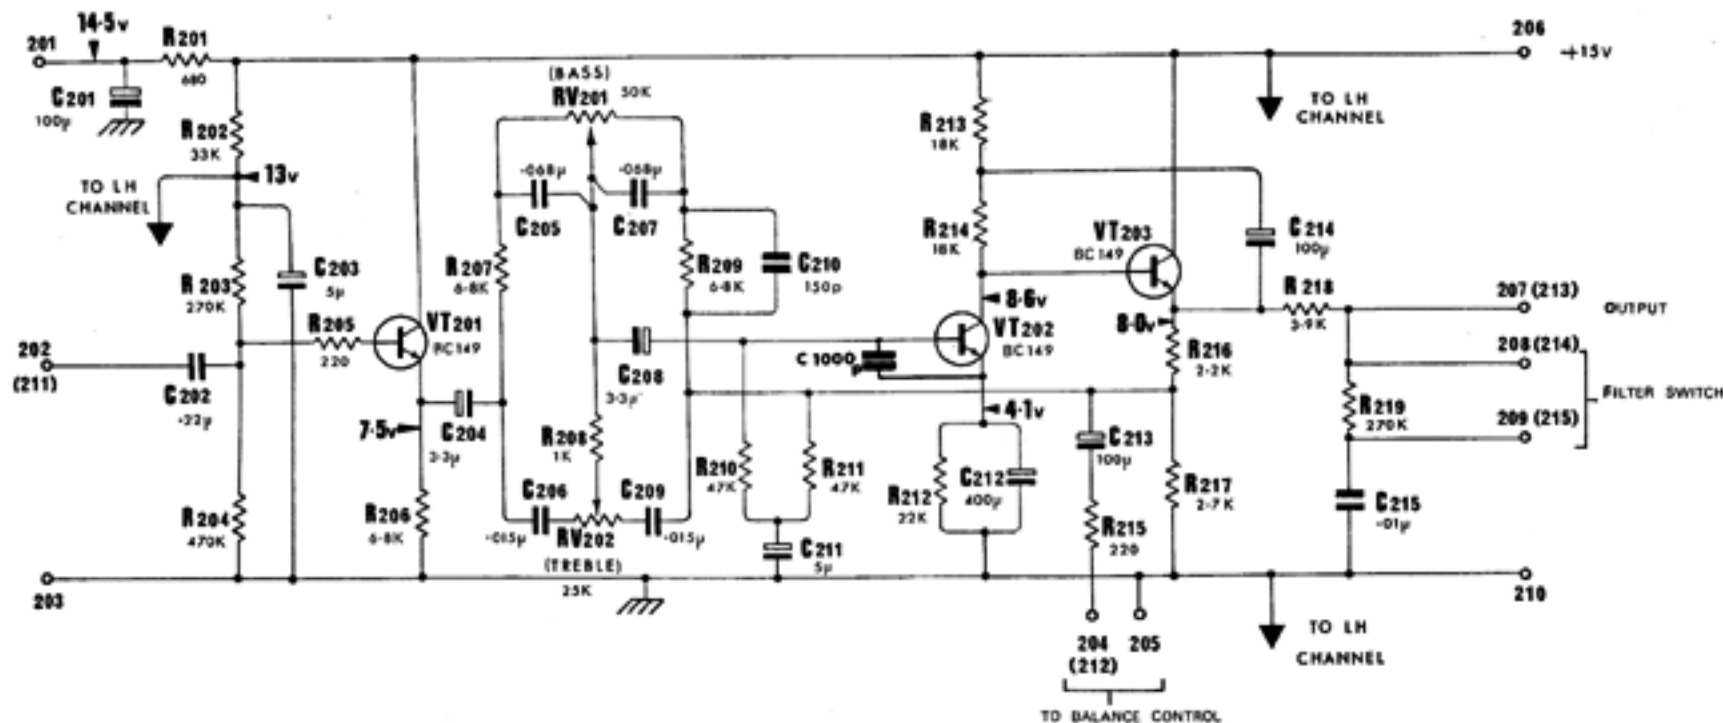 201
14·5v
R201
680
C201
100µ
R202
33K
13v
TO LH
CHANNEL
R203
270K
C203
5µ
202
(211)
C202
·22µ
R205
220
VT201
BC149
7·5v
C204
3·3µ
R204
470K
R206
6·8K
203
(BASS)
RV201
50K
·068µ
·068µ
C205
C207
R207
6·8K
R209
6·8K
C210
150p
C208
3·3µ
R208
1K
C206
C209
·015µ
·015µ
RV202
(TREBLE)
25K
R210
47K
R211
47K
C211
5µ
R213
18K
R214
18K
8·6v
VT202
BC149
C1000
p
4·1v
R212
22K
C212
400µ
VT203
BC149
C214
100µ
8·0v
R216
2·2K
R218
3·9K
C213
100µ
R215
220
R217
2·7K
204
(212)
205
TO BALANCE CONTROL
206
+15V
TO LH
CHANNEL
207 (213)
OUTPUT
208 (214)
FILTER SWITCH
209 (215)
R219
270K
C215
·01µ
210
TO LH
CHANNEL